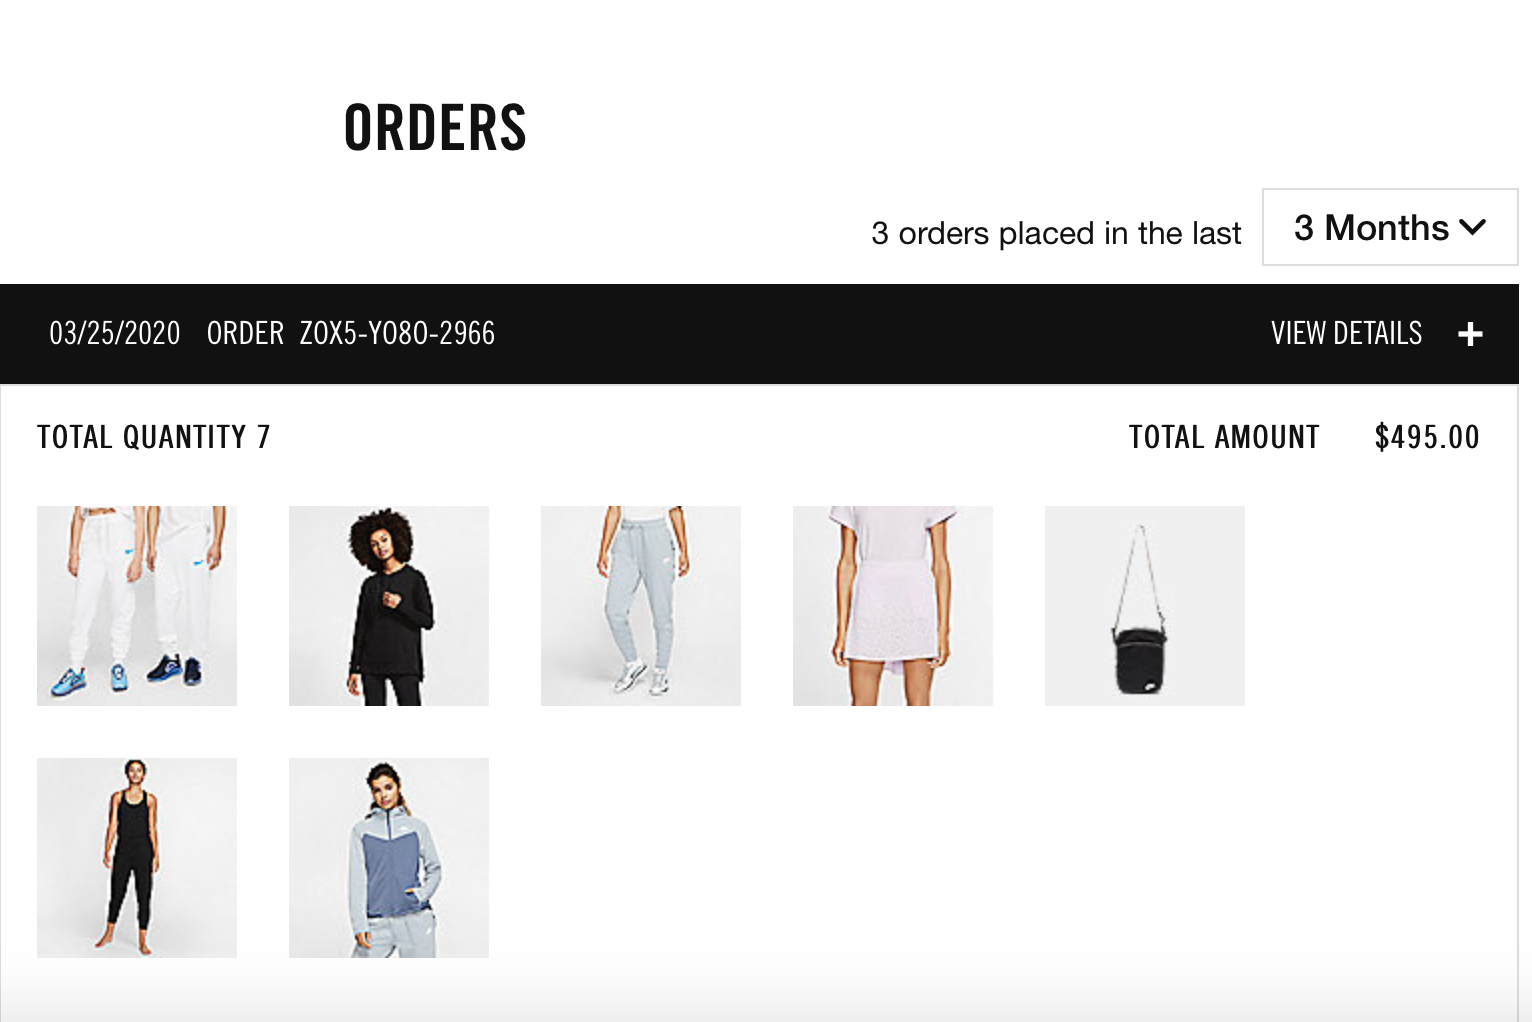 ORDERS
3 orders placed in the last 3 Months
03/25/2020 ORDER ZOX5-YO8O-2966 VIEW DETAILS +
TOTAL QUANTITY 7 TOTAL AMOUNT $495.00